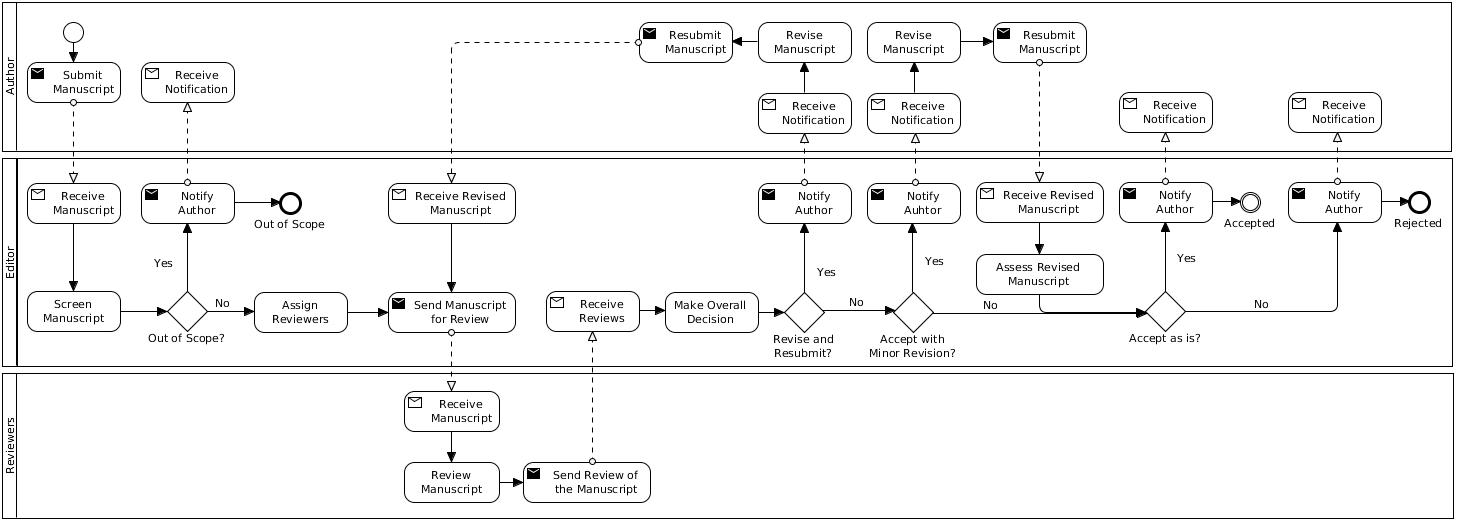 Author
Submit
Manuscript
Receive
Notification
Resubmit
Manuscript
Revise
Manuscript
Revise
Manuscript
Resubmit
Manuscript
Receive
Notification
Receive
Notification
Receive
Notification
Receive
Notification
Editor
Receive
Manuscript
Notify
Author
Out of Scope
Receive Revised
Manuscript
Notify
Author
Notify
Auhtor
Receive Revised
Manuscript
Notify
Author
Accepted
Notify
Author
Rejected
Yes
Yes
Yes
Yes
Screen
Manuscript
Out of Scope?
No
Assign
Reviewers
Send Manuscript
for Review
Receive
Reviews
Make Overall
Decision
Revise and
Resubmit?
No
Accept with
Minor Revision?
No
Assess Revised
Manuscript
Accept as is?
No
Reviewers
Receive
Manuscript
Review
Manuscript
Send Review of
the Manuscript